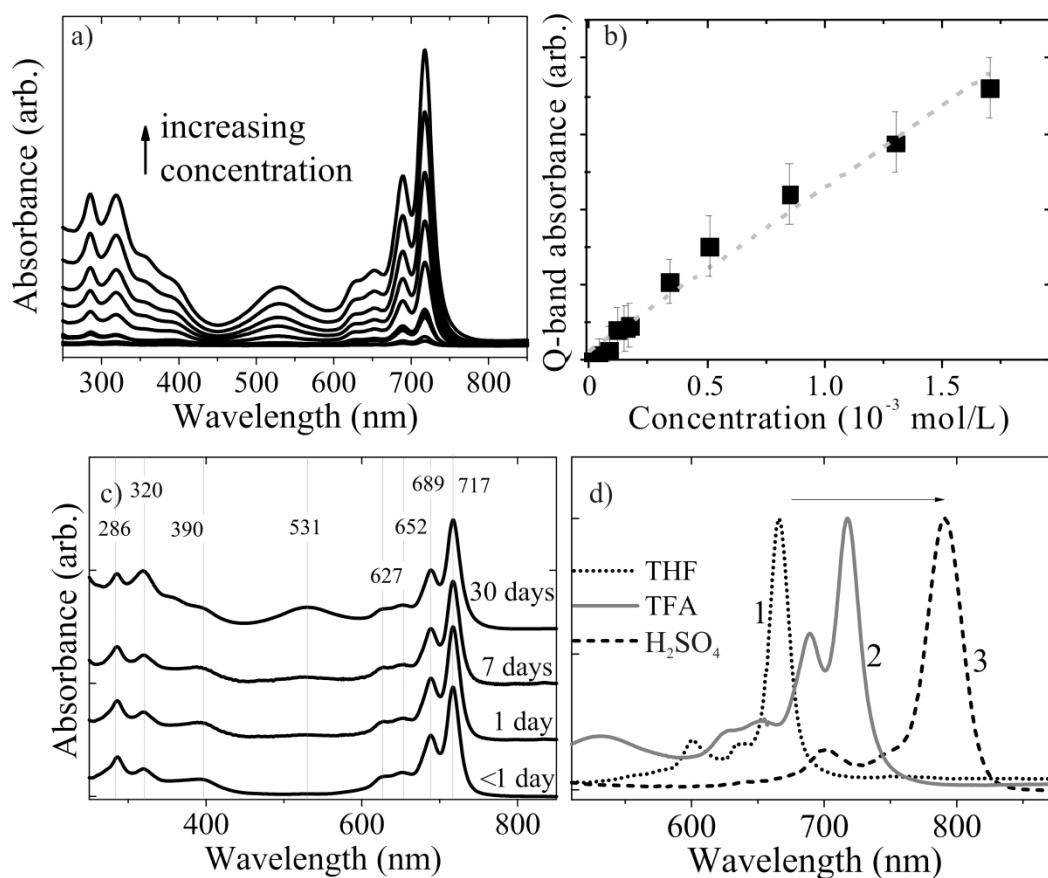 a)
increasing
concentration
Absorbance (arb.)
300 400 500 600 700 800
Wavelength (nm)
b)
Q-band absorbance (arb.)
0 0.5 1.0 1.5
Concentration (10⁻³ mol/L)
c)
320
689 717
286 390 531 652
627
30 days
7 days
1 day
<1 day
Absorbance (arb.)
400 600 800
Wavelength (nm)
d)
THF
TFA
H₂SO₄
1
2
3
600 700 800
Wavelength (nm)